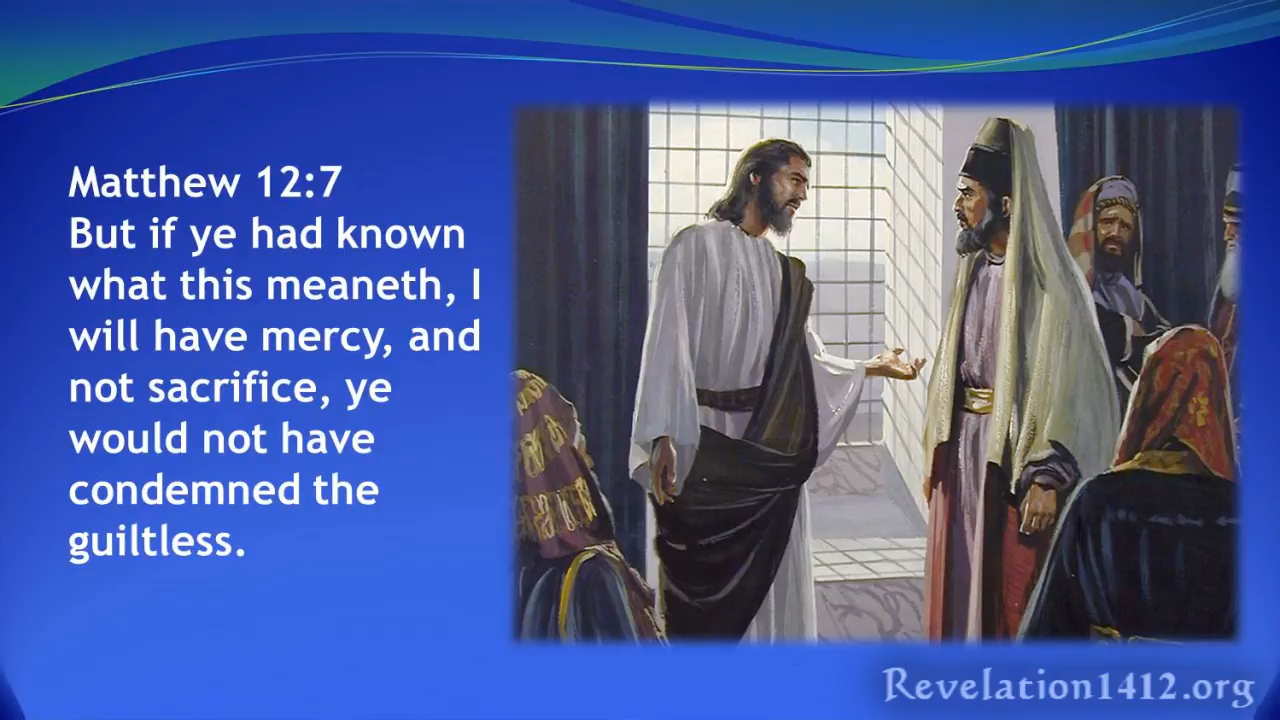 Matthew 12:7
But if ye had known
what this meaneth, I
will have mercy, and
not sacrifice, ye
would not have
condemned the
guiltless.
Revelation1412.org